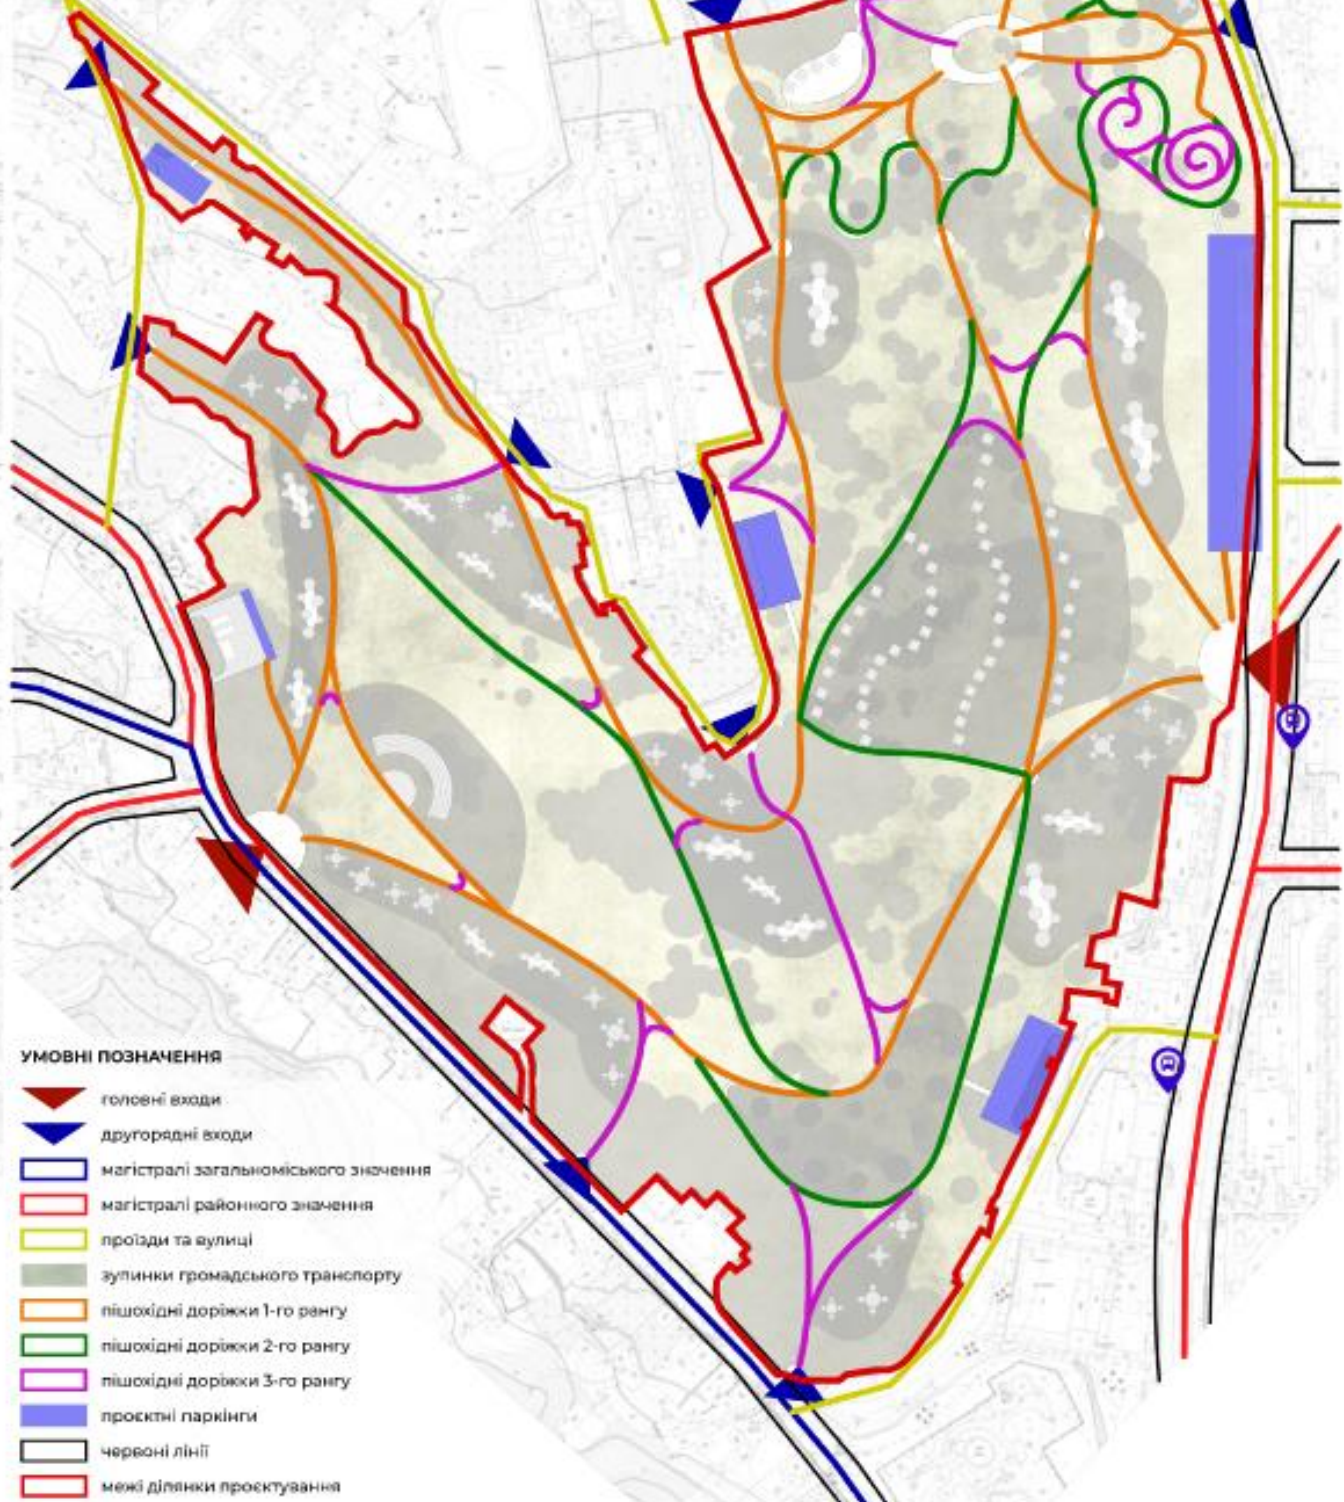 УМОВНІ ПОЗНАЧЕННЯ
головні входи
другорядні входи
магістралі загальноміського значення
магістралі районного значення
проїзди та вулиці
зупинки громадського транспорту
пішохідні доріжки 1-го рангу
пішохідні доріжки 2-го рангу
пішохідні доріжки 3-го рангу
проєктні паркінги
червоні лінії
межі ділянки проєктування